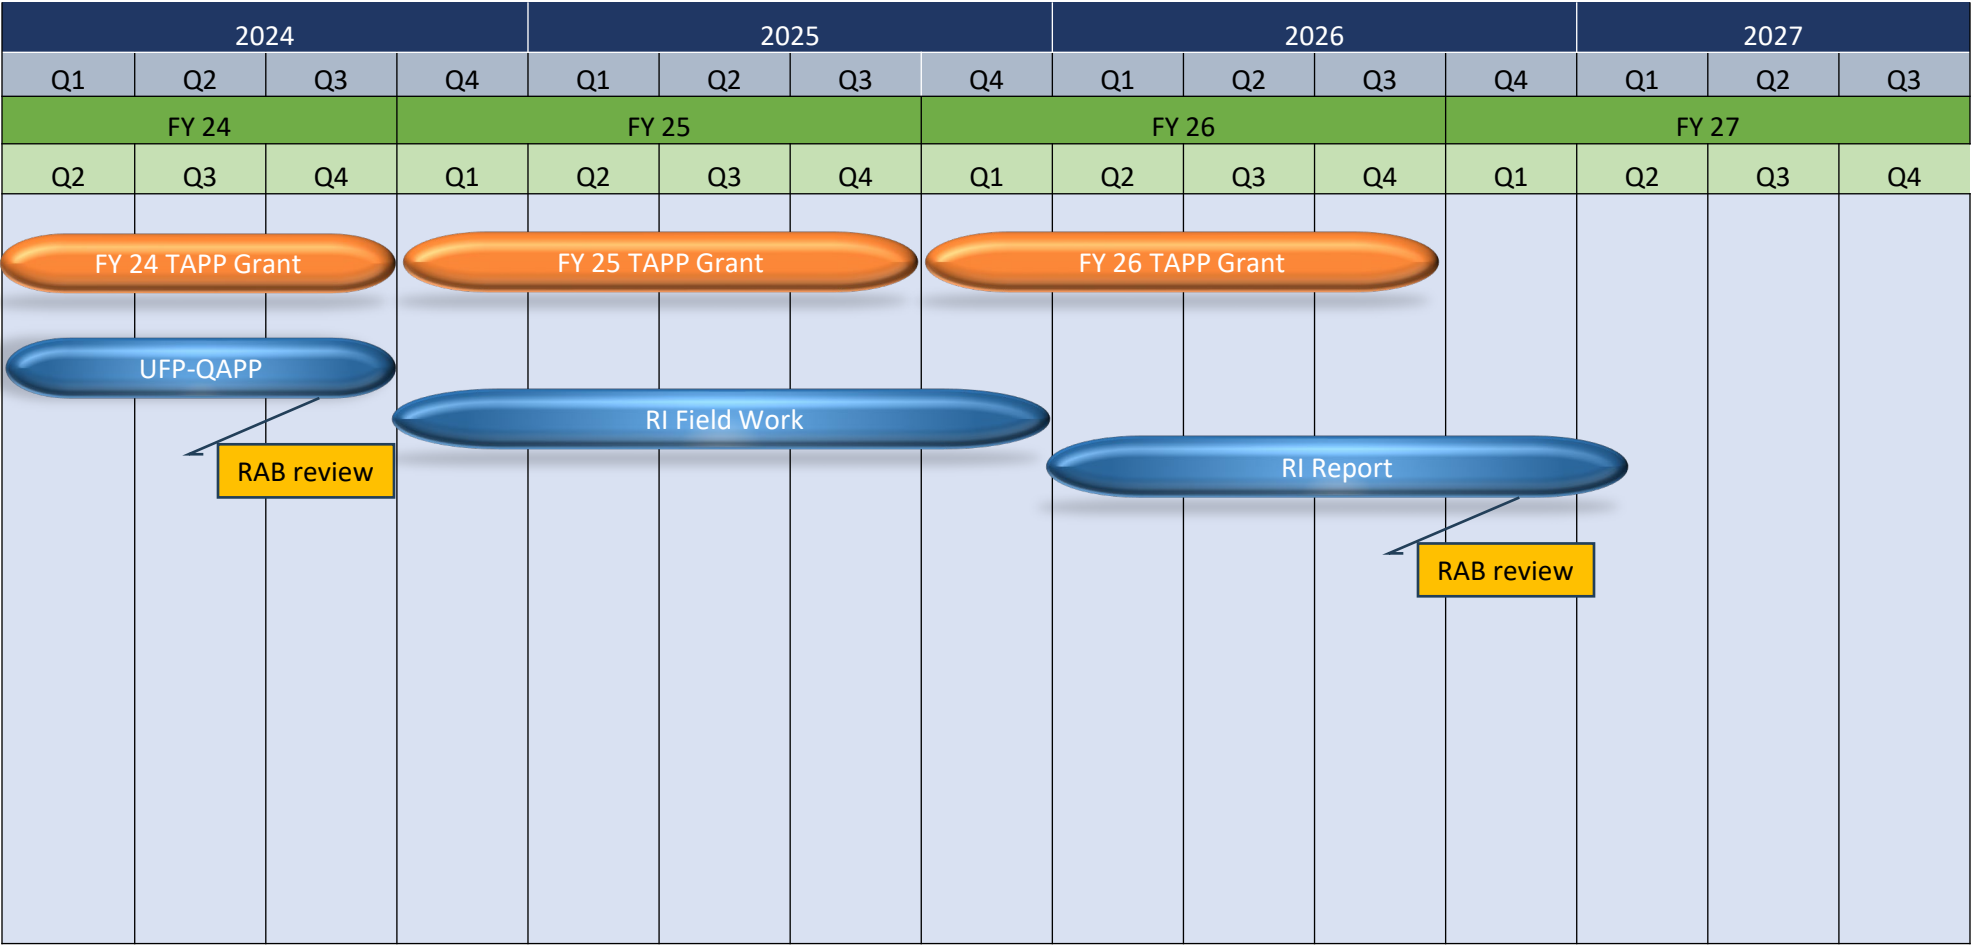 2024 2025 2026 2027
Q1 Q2 Q3 Q4 Q1 Q2 Q3 Q4 Q1 Q2 Q3 Q4 Q1 Q2 Q3
FY 24 FY 25 FY 26 FY 27
Q2 Q3 Q4 Q1 Q2 Q3 Q4 Q1 Q2 Q3 Q4 Q1 Q2 Q3 Q4
FY 24 TAPP Grant FY 25 TAPP Grant FY 26 TAPP Grant
UFP-QAPP
RI Field Work
RAB review
RI Report
RAB review